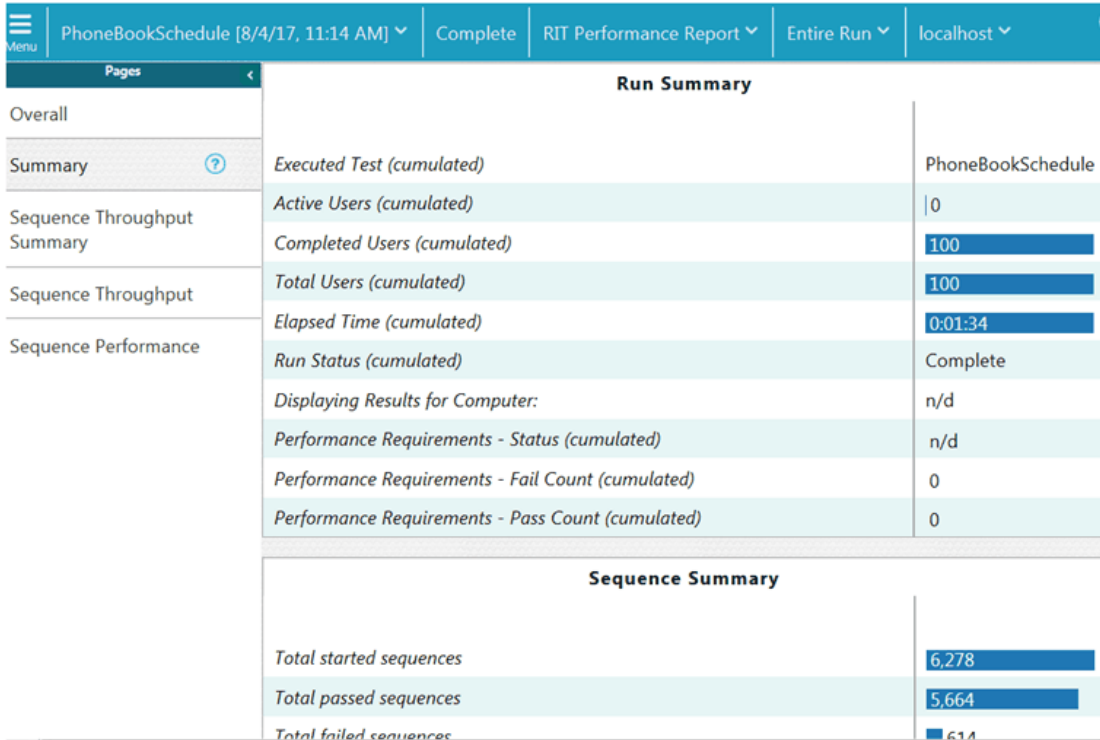 Menu
PhoneBookSchedule [8/4/17, 11:14 AM]
Complete
RIT Performance Report
Entire Run
localhost
Pages
Overall
Summary ?
Sequence Throughput
Summary
Sequence Throughput
Sequence Performance
Run Summary
Executed Test (cumulated) PhoneBookSchedule
Active Users (cumulated) 0
Completed Users (cumulated) 100
Total Users (cumulated) 100
Elapsed Time (cumulated) 0:01:34
Run Status (cumulated) Complete
Displaying Results for Computer: n/d
Performance Requirements - Status (cumulated) n/d
Performance Requirements - Fail Count (cumulated) 0
Performance Requirements - Pass Count (cumulated) 0
Sequence Summary
Total started sequences 6,278
Total passed sequences 5,664
Total failed sequences 614